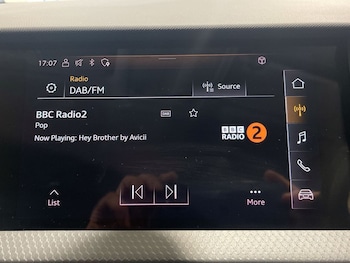 17:07
Radio
DAB/FM
Source
BBC Radio2
Pop
Now Playing: Hey Brother by Avicii
BBC
RADIO 2
List
More